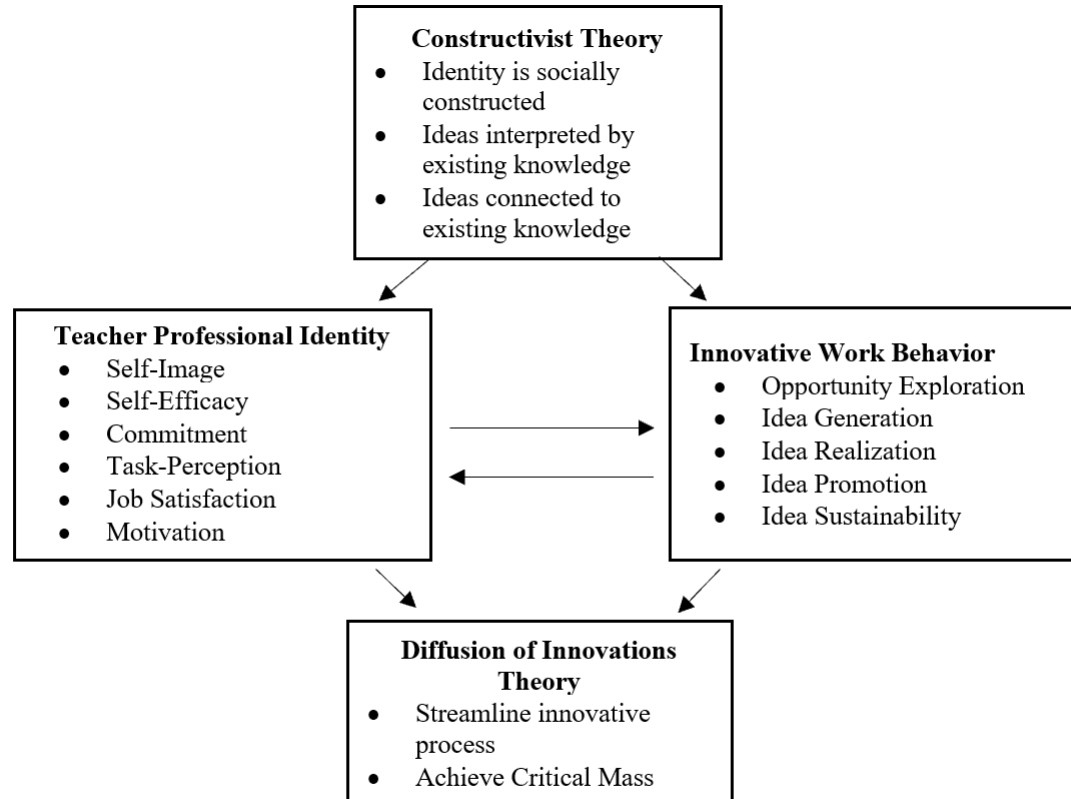 Constructivist Theory
● Identity is socially
constructed
● Ideas interpreted by
existing knowledge
● Ideas connected to
existing knowledge
Teacher Professional Identity
● Self-Image
● Self-Efficacy
● Commitment
● Task-Perception
● Job Satisfaction
● Motivation
Innovative Work Behavior
● Opportunity Exploration
● Idea Generation
● Idea Realization
● Idea Promotion
● Idea Sustainability
Diffusion of Innovations
Theory
● Streamline innovative
process
● Achieve Critical Mass